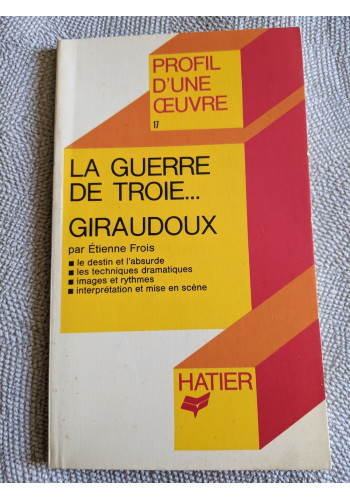 PROFIL
D'UNE
ŒUVRE
17
LA GUERRE
DE TROIE...
GIRAUDOUX
par Étienne Frois
■ le destin et l'absurde
■ les techniques dramatiques
■ images et rythmes
■ interprétation et mise en scène
HATIER